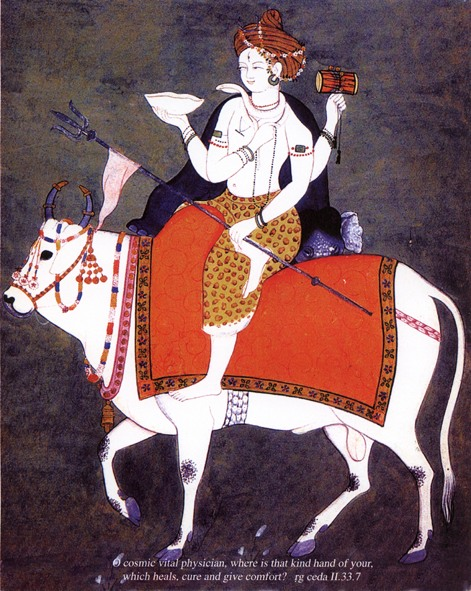 O cosmic vital physician, where is that kind hand of your,
which heals, cure and give comfort? ŗg ceda II.33.7